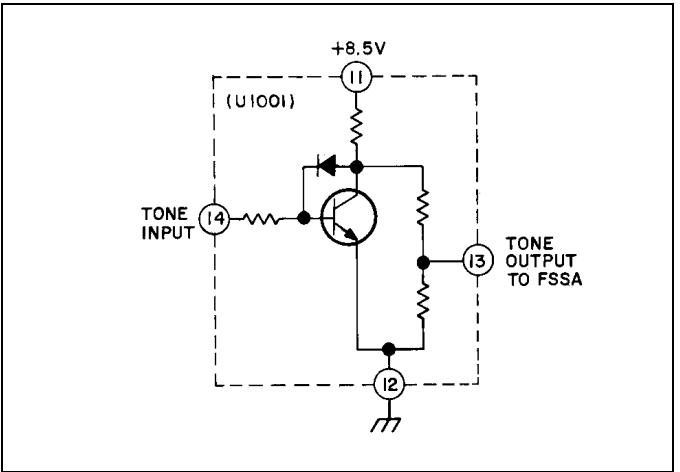 +8.5V
11
(U1001)
TONE
INPUT
14
13
TONE
OUTPUT
TO FSSA
12